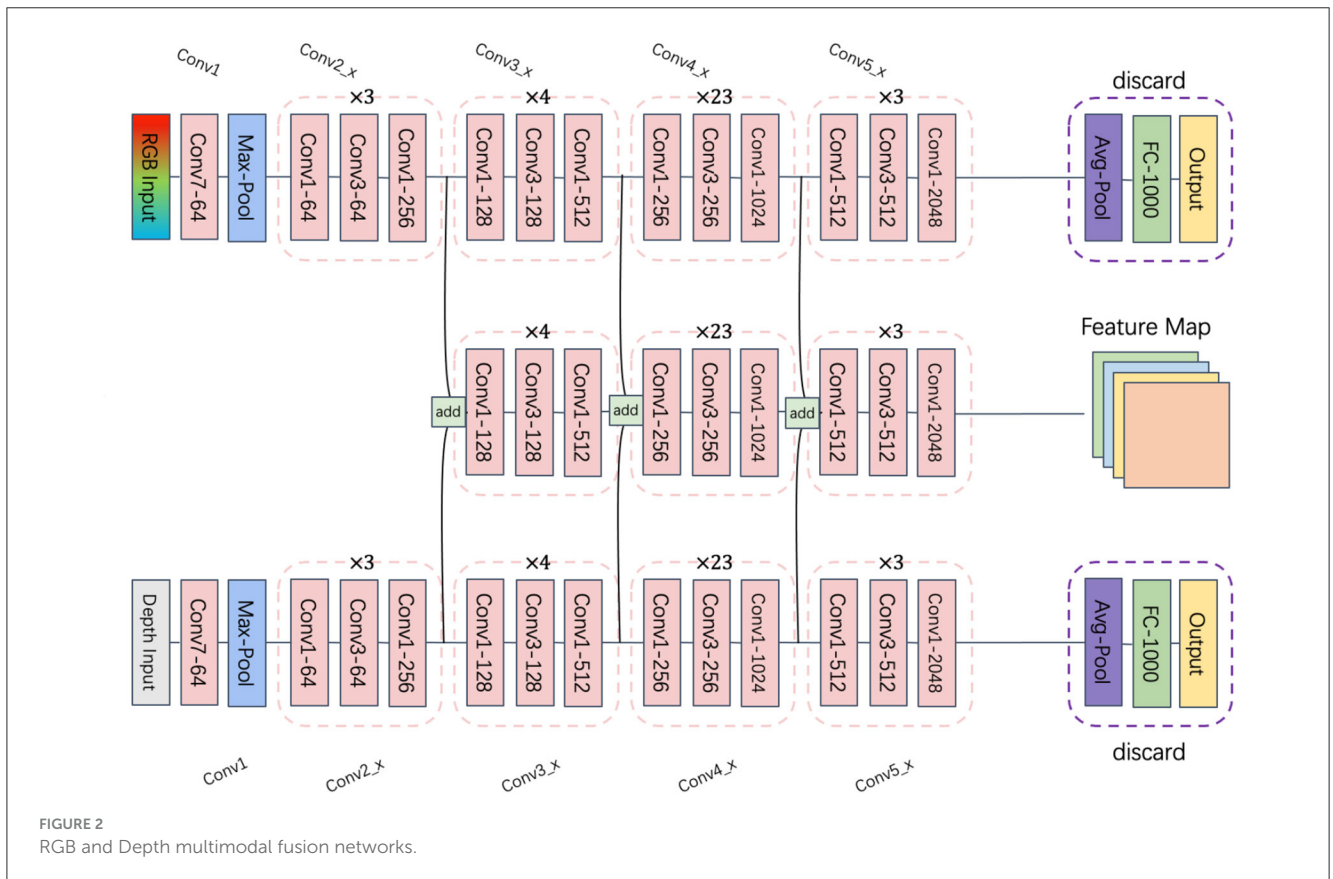 Conv1
Conv2_x
Conv3_x
Conv4_x
Conv5_x
×3
×4
×23
×3
discard
RGB Input
Conv7-64
Max-Pool
Conv1-64
Conv3-64
Conv1-256
Conv1-128
Conv3-128
Conv1-512
Conv1-256
Conv3-256
Conv1-1024
Conv1-512
Conv3-512
Conv1-2048
Avg-Pool
FC-1000
Output
×4
×23
×3
Feature Map
add
Conv1-128
Conv3-128
Conv1-512
add
Conv1-256
Conv3-256
Conv1-1024
add
Conv1-512
Conv3-512
Conv1-2048
×3
×4
×23
×3
Depth Input
Conv7-64
Max-Pool
Conv1-64
Conv3-64
Conv1-256
Conv1-128
Conv3-128
Conv1-512
Conv1-256
Conv3-256
Conv1-1024
Conv1-512
Conv3-512
Conv1-2048
Avg-Pool
FC-1000
Output
Conv1
Conv2_x
Conv3_x
Conv4_x
Conv5_x
discard
FIGURE 2
RGB and Depth multimodal fusion networks.